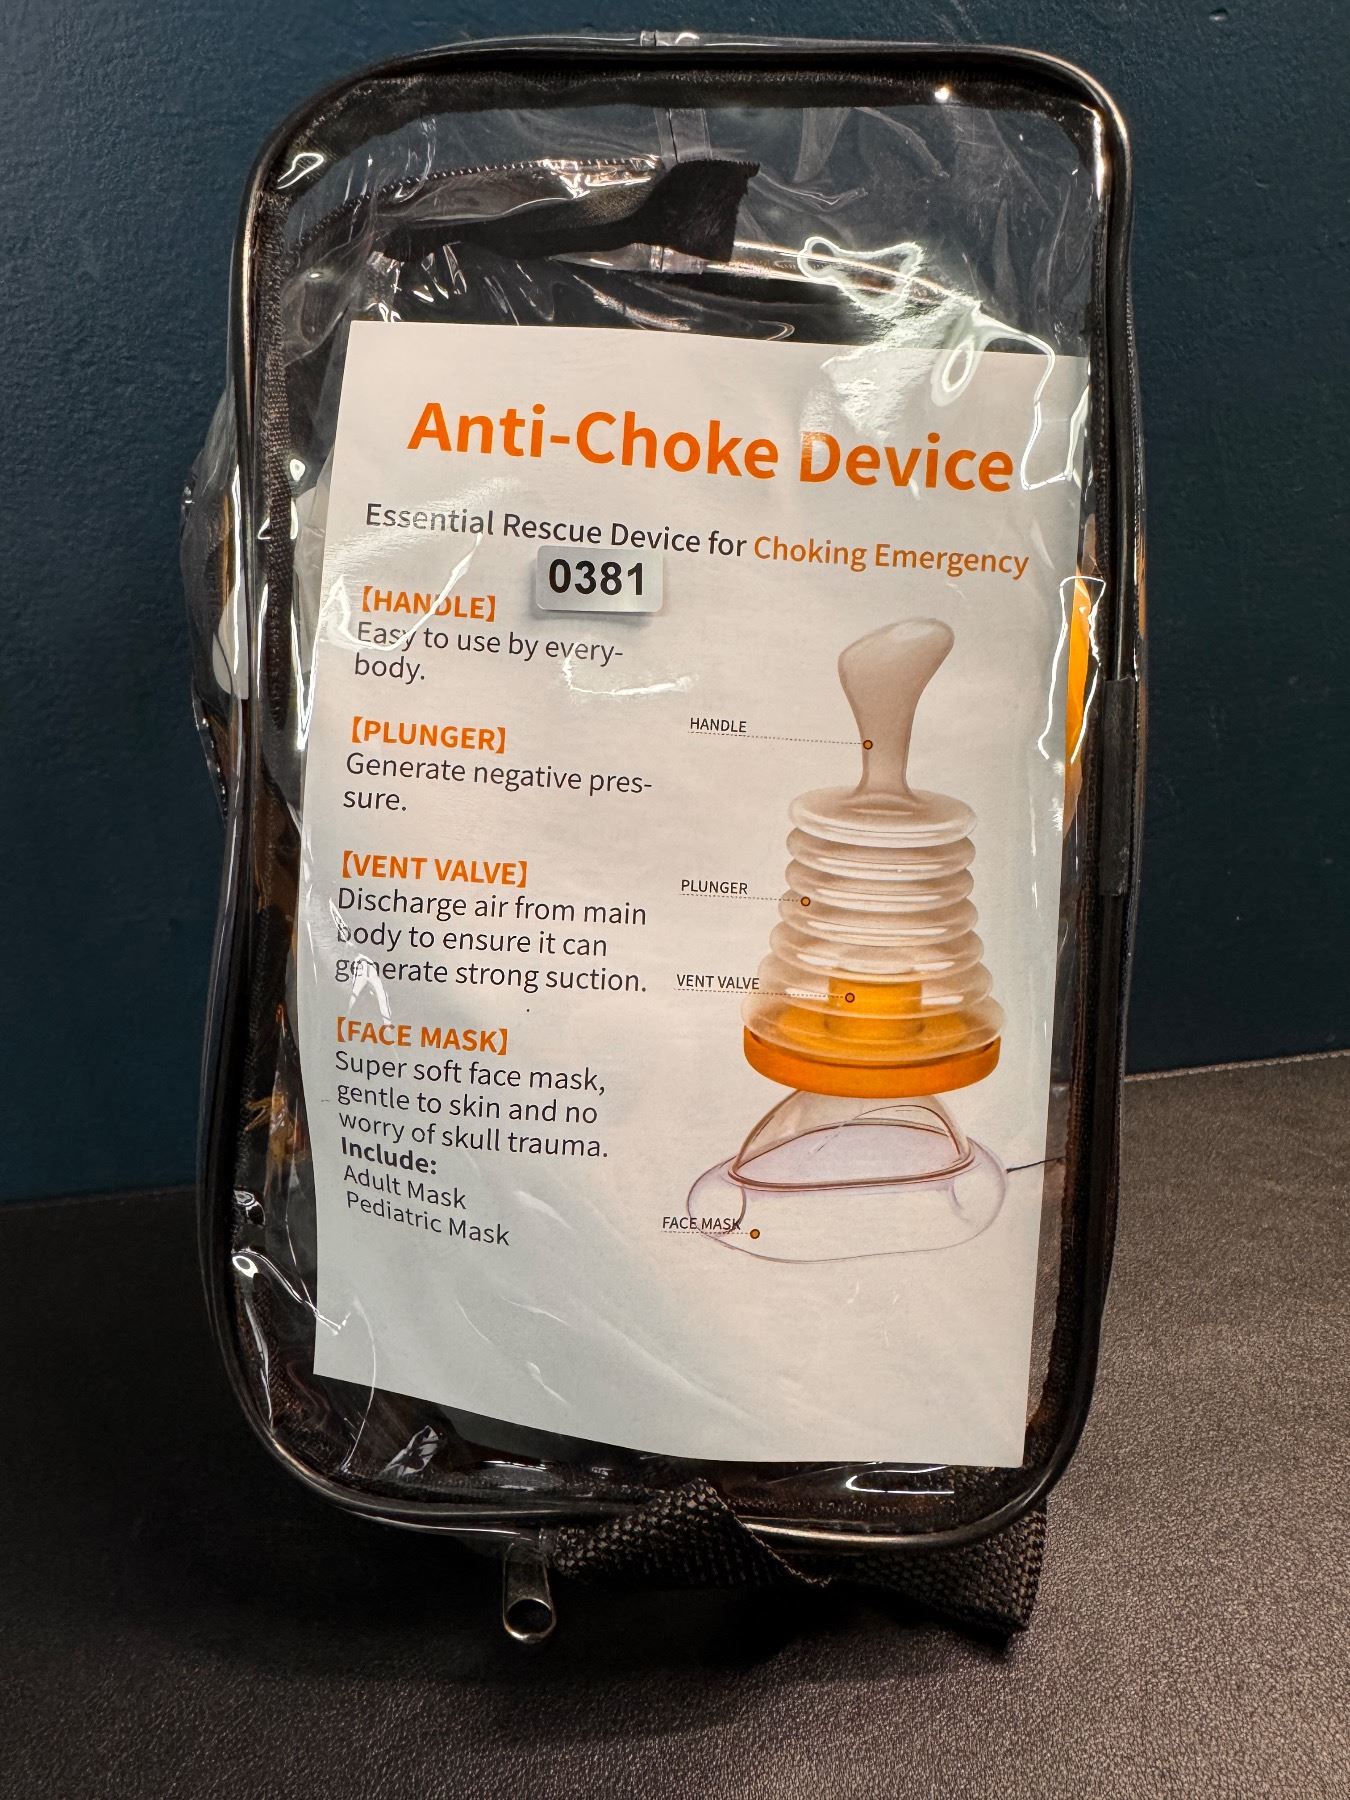 Anti-Choke Device
Essential Rescue Device for Choking Emergency
0381
【HANDLE】
Easy to use by every-
body.
【PLUNGER】
Generate negative pres-
sure.
【VENT VALVE】
Discharge air from main
body to ensure it can
generate strong suction.
【FACE MASK】
Super soft face mask,
gentle to skin and no
worry of skull trauma.
Include:
Adult Mask
Pediatric Mask
HANDLE
PLUNGER
VENT VALVE
FACE MASK